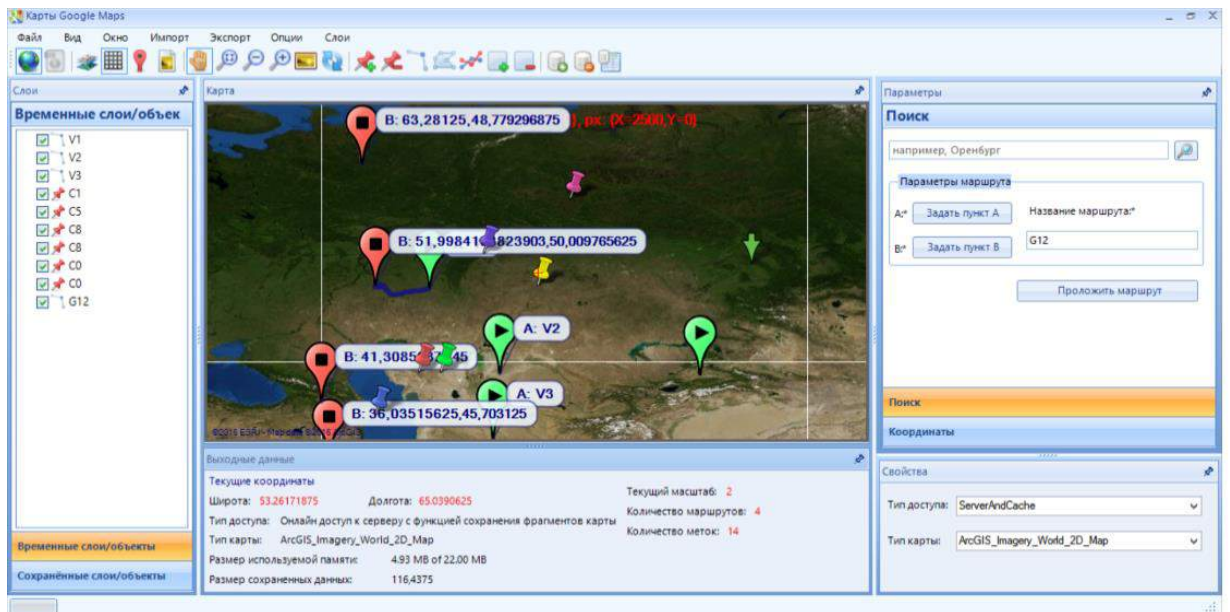 Карты Google Maps
Файл Вид Окно Импорт Экспорт Опции Слои
Слои
Временные слои/объек
V1
V2
V3
C1
C5
C8
C8
C0
C0
G12
Временные слои/объекты
Сохранённые слои/объекты
Карта
B: 63,28125,48,779296875
}, px: {X=2560,Y=0}
B: 51,9984 823903,50,009765625
A: V2
B: 41,3085 45
A: V3
B: 36,03515625,45,703125
Выходные данные
Текущие координаты
Широта: 53.26171875 Долгота: 65.0390625
Тип доступа: Онлайн доступ к серверу с функцией сохранения фрагментов карты
Тип карты: ArcGIS_Imagery_World_2D_Map
Размер используемой памяти: 4.93 MB of 22.00 MB
Размер сохраненных данных: 116,4375
Текущий масштаб: 2
Количество маршрутов: 4
Количество меток: 14
Параметры
Поиск
например, Оренбург
Параметры маршрута
A:* Задать пункт A Название маршрута:*
B:* Задать пункт B G12
Проложить маршрут
Поиск
Координаты
Свойства
Тип доступа: ServerAndCache
Тип карты: ArcGIS_Imagery_World_2D_Map